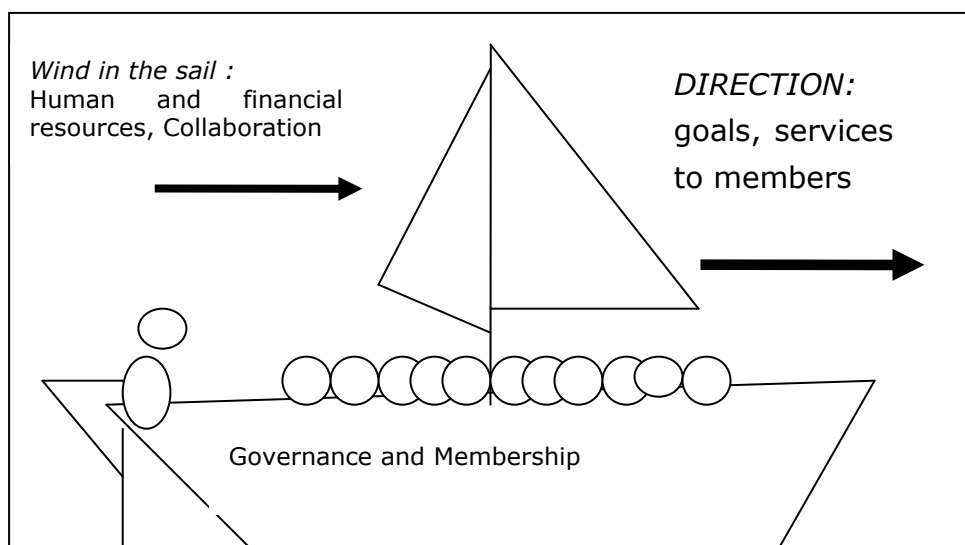 Wind in the sail :
Human and financial
resources, Collaboration
DIRECTION:
goals, services
to members
Governance and Membership